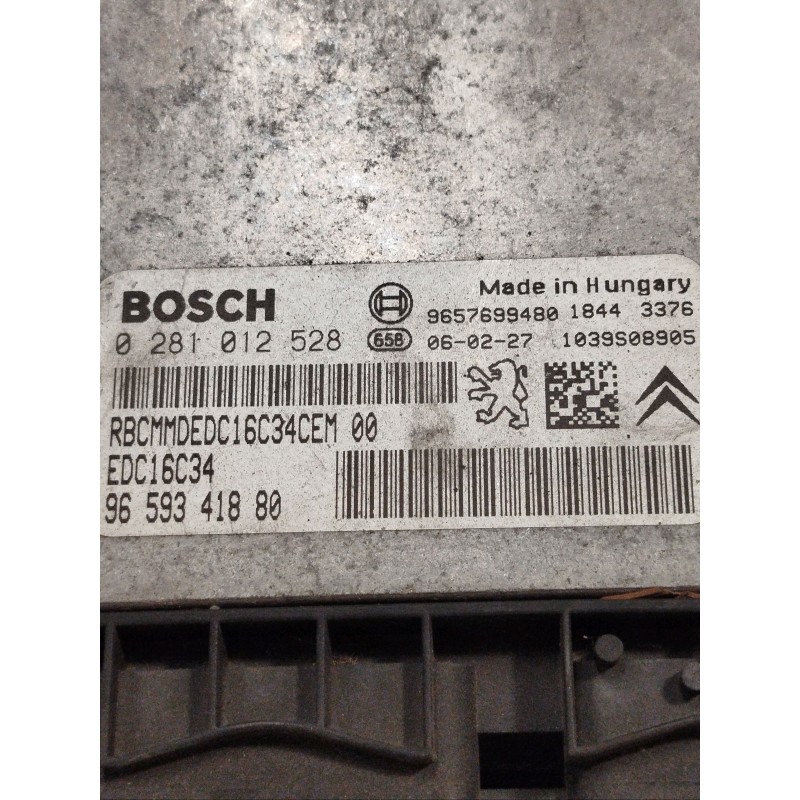 Made in Hungary
BOSCH
9657699480 1844 3376
0 281 012 528
658 06-02-27 1039S08905
RBCMMDEDC16C34CEM 00
EDC16C34
96 593 418 80